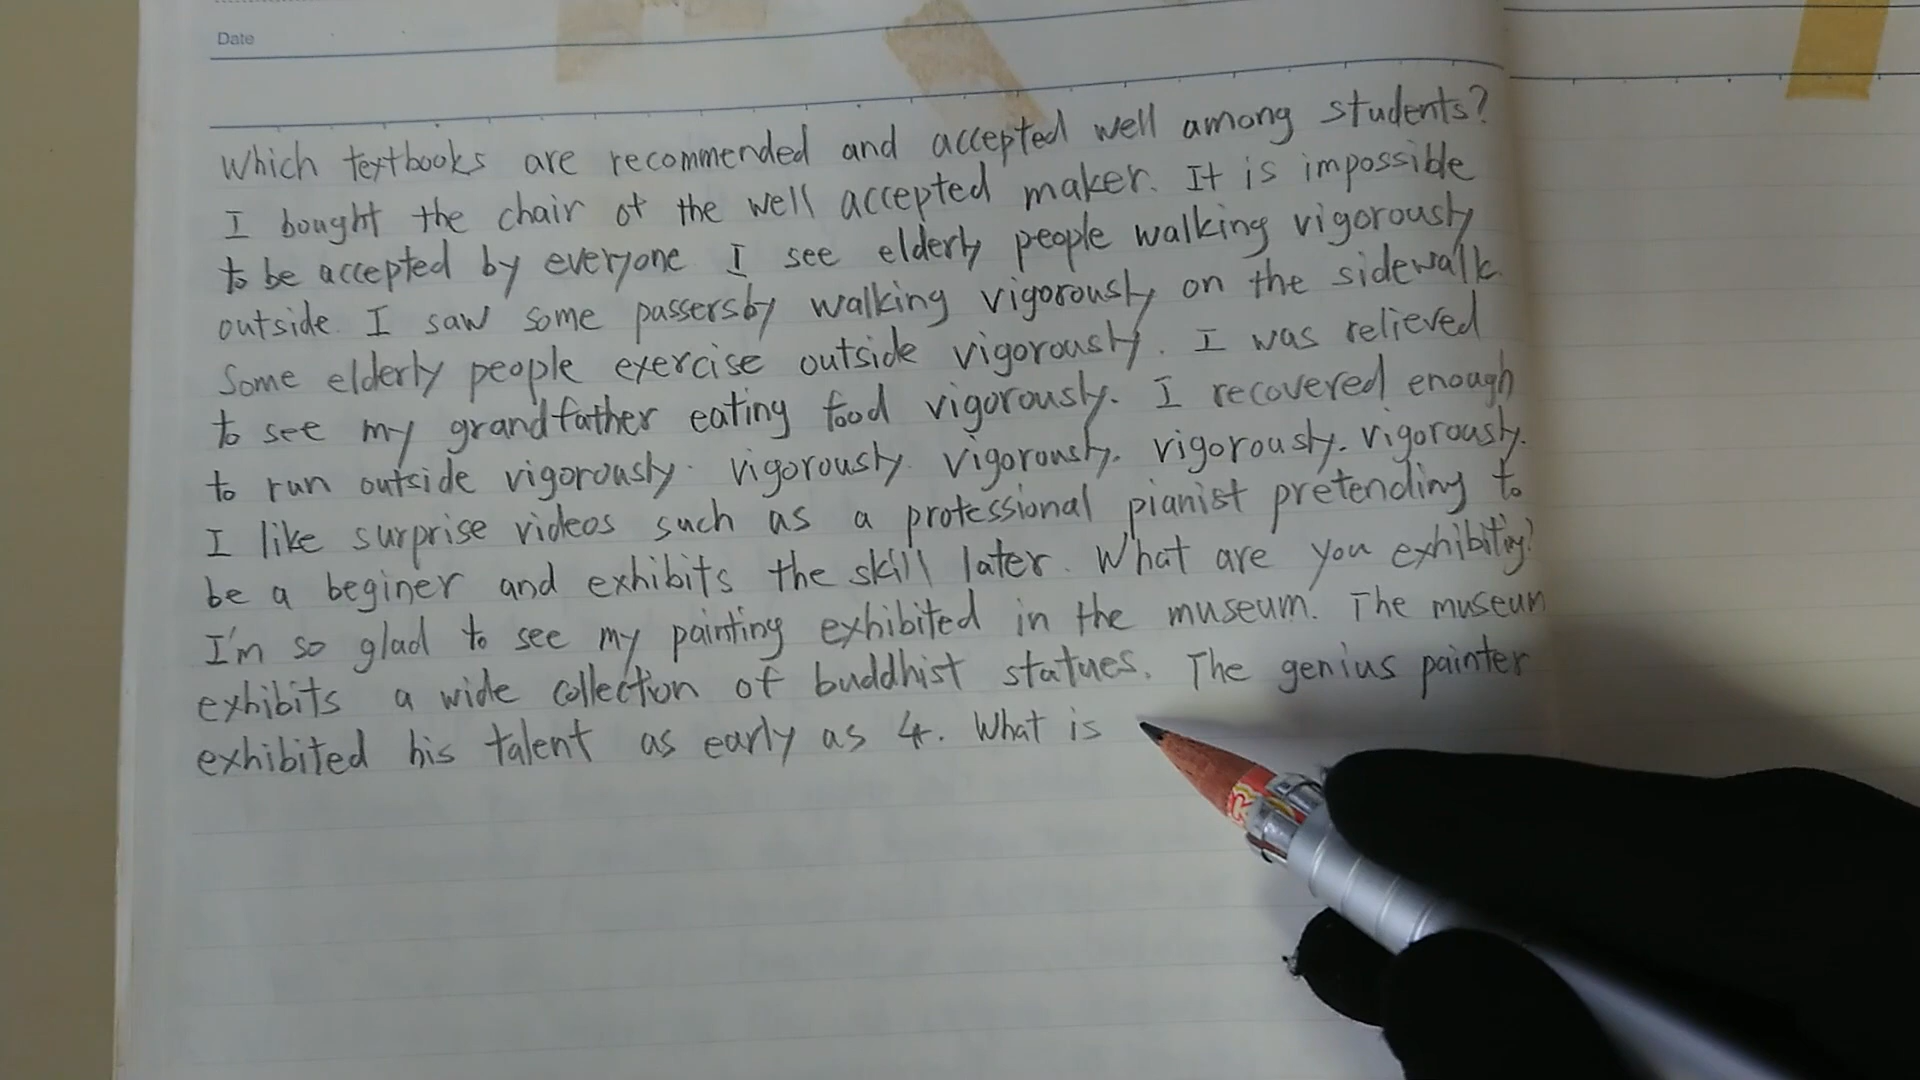 Date
Which textbooks are recommended and accepted well among students?
I bought the chair of the well accepted maker. It is impossible
to be accepted by everyone I see elderly people walking vigorously
outside. I saw some passersby walking vigorously on the sidewalk.
Some elderly people exercise outside vigorously. I was relieved
to see my grandfather eating food vigorously. I recovered enough
to run outside vigorously. vigorously. vigorously. vigorously. vigorously.
I like surprise videos such as a professional pianist pretending to
be a beginer and exhibits the skill later. What are you exhibiting?
I'm so glad to see my painting exhibited in the museum. The museum
exhibits a wide collection of buddhist statues. The genius painter
exhibited his talent as early as 4. What is